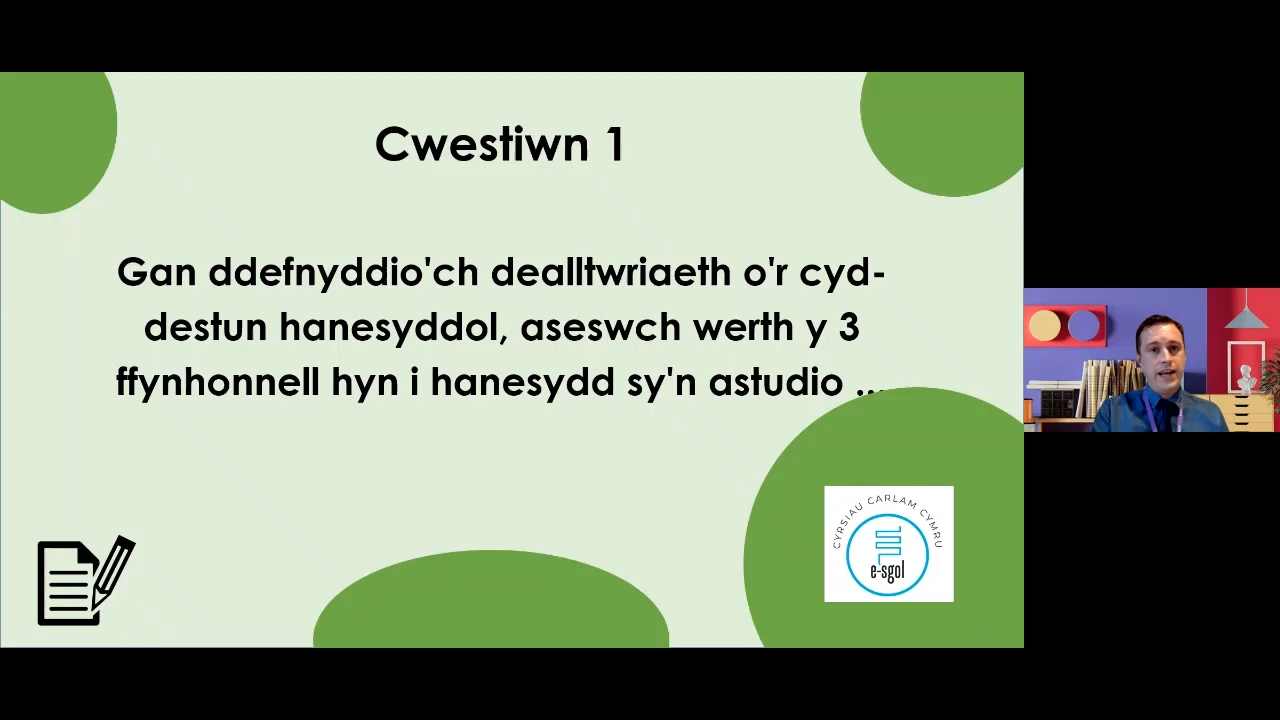 Cwestiwn 1
Gan ddefnyddio'ch dealltwriaeth o'r cyd-
destun hanesyddol, aseswch werth y 3
ffynhonnell hyn i hanesydd sy'n astudio ...
CYRSIAU CARLAM CYMRU
e-sgol